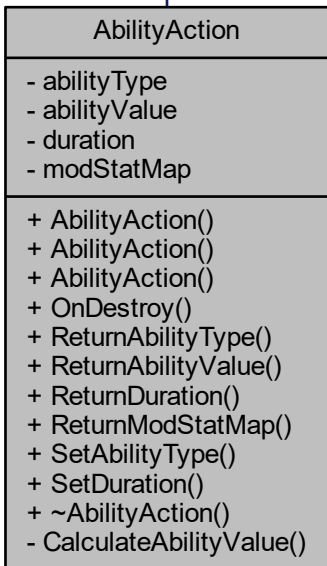 AbilityAction
- abilityType
- abilityValue
- duration
- modStatMap
+ AbilityAction()
+ AbilityAction()
+ AbilityAction()
+ OnDestroy()
+ ReturnAbilityType()
+ ReturnAbilityValue()
+ ReturnDuration()
+ ReturnModStatMap()
+ SetAbilityType()
+ SetDuration()
+ ~AbilityAction()
- CalculateAbilityValue()